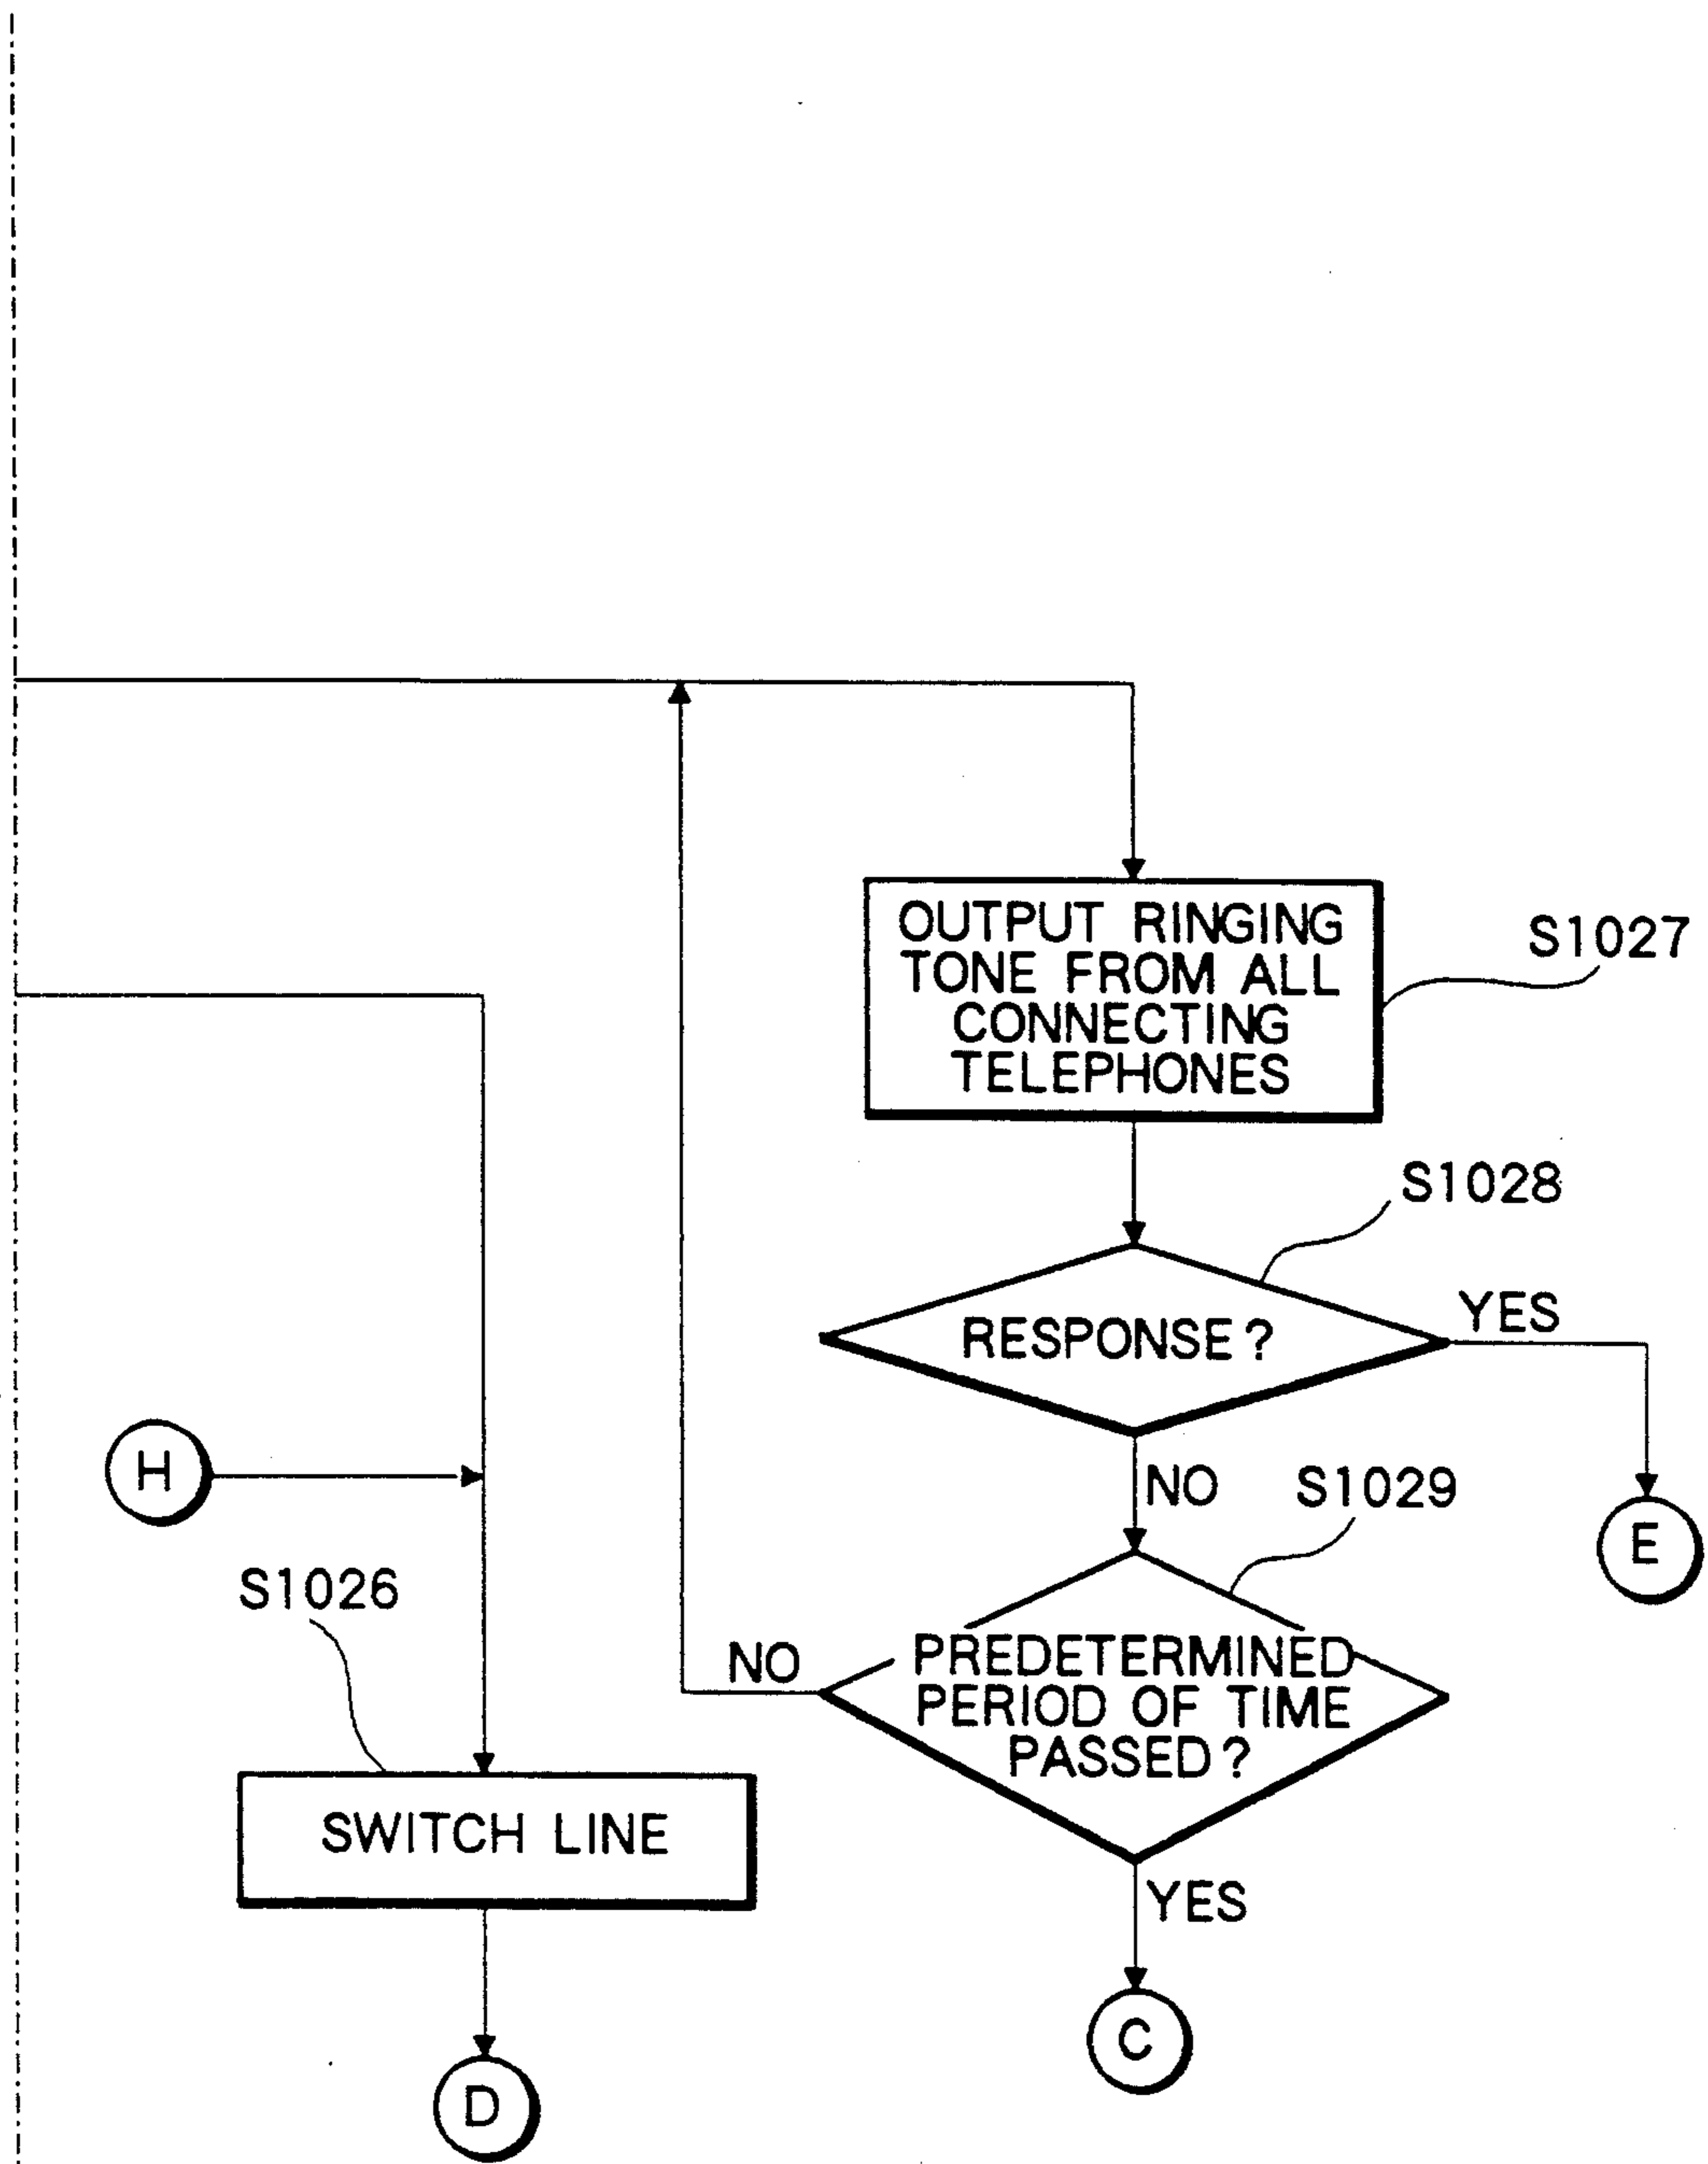 OUTPUT RINGING
TONE FROM ALL
CONNECTING
TELEPHONES
S1027
S1028
RESPONSE?
YES
NO
S1029
E
H
S1026
NO
PREDETERMINED
PERIOD OF TIME
PASSED?
SWITCH LINE
YES
C
D